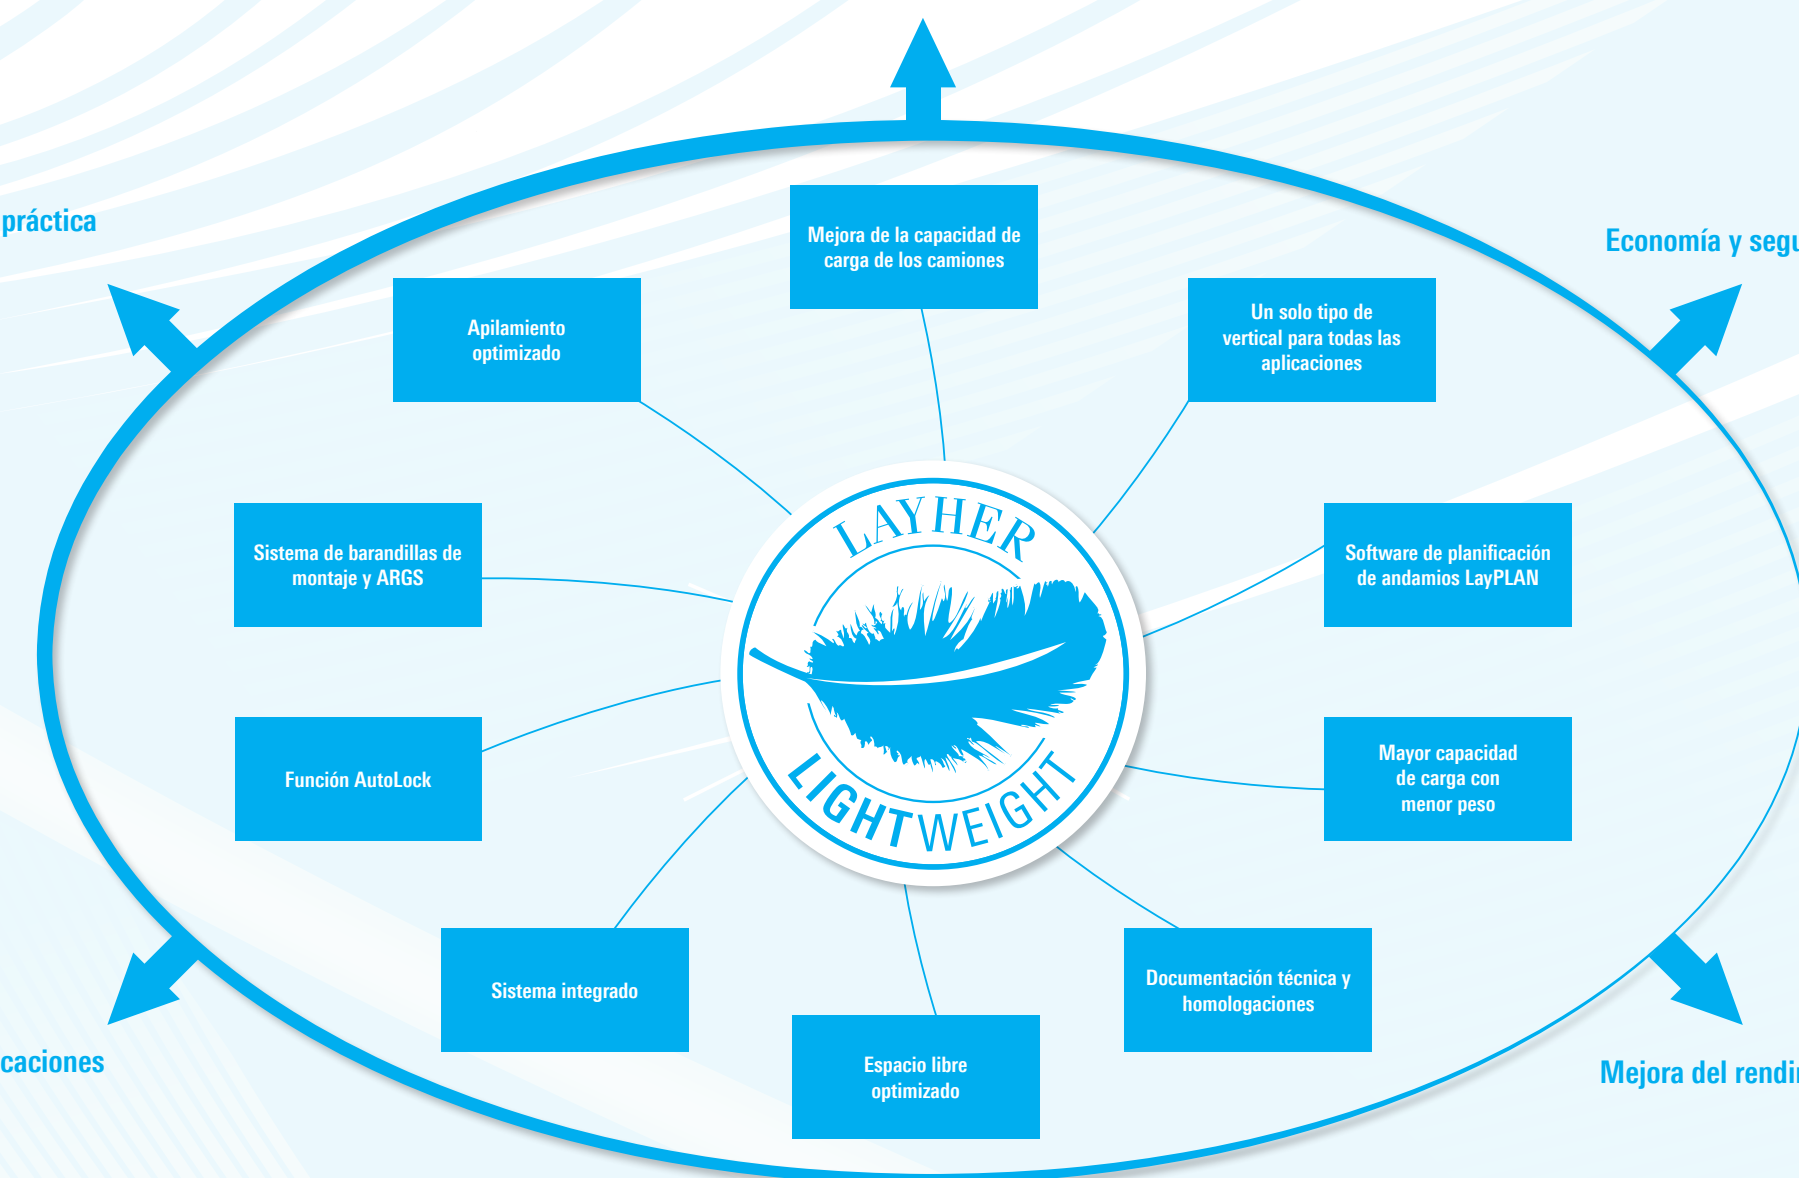 práctica
Economía y segu
Mejora de la capacidad de
carga de los camiones
Apilamiento
optimizado
Un solo tipo de
vertical para todas las
aplicaciones
Sistema de barandillas de
montaje y ARGS
Software de planificación
de andamios LayPLAN
LAYHER
LIGHTWEIGHT
Función AutoLock
Mayor capacidad
de carga con
menor peso
Sistema integrado
Documentación técnica y
homologaciones
Espacio libre
optimizado
caciones
Mejora del rendi